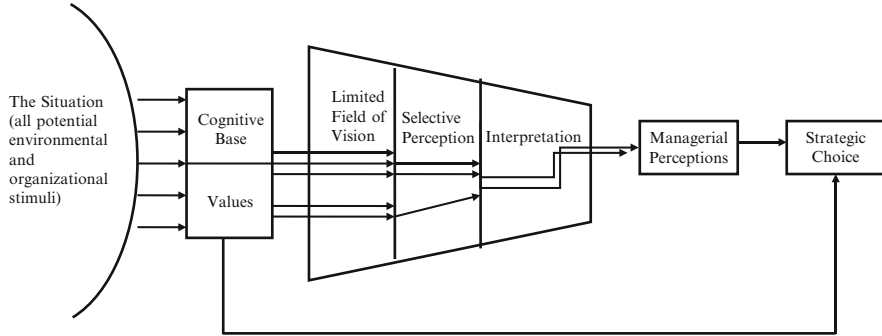 The Situation
(all potential
environmental
and
organizational
stimuli)
Cognitive
Base
Values
Limited
Field of
Vision
Selective
Perception
Interpretation
Managerial
Perceptions
Strategic
Choice